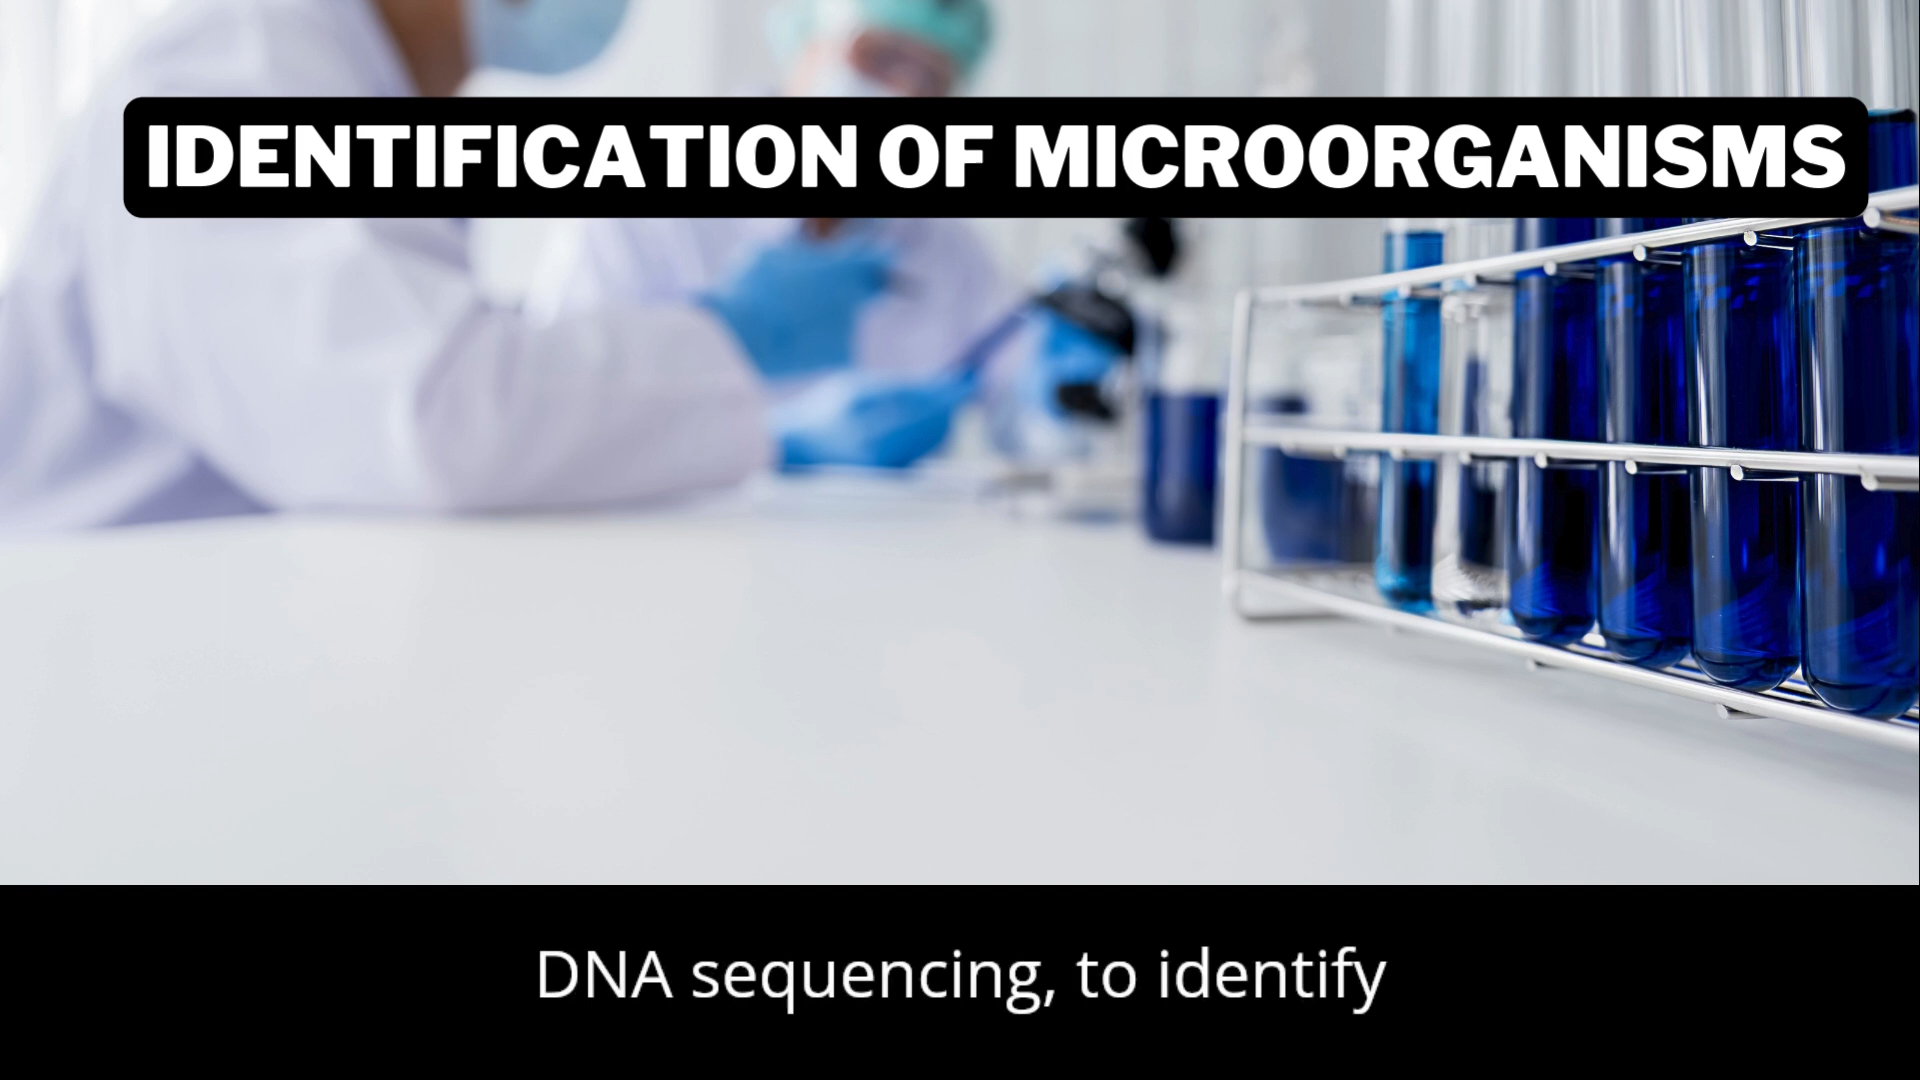 IDENTIFICATION OF MICROORGANISMS
DNA sequencing, to identify